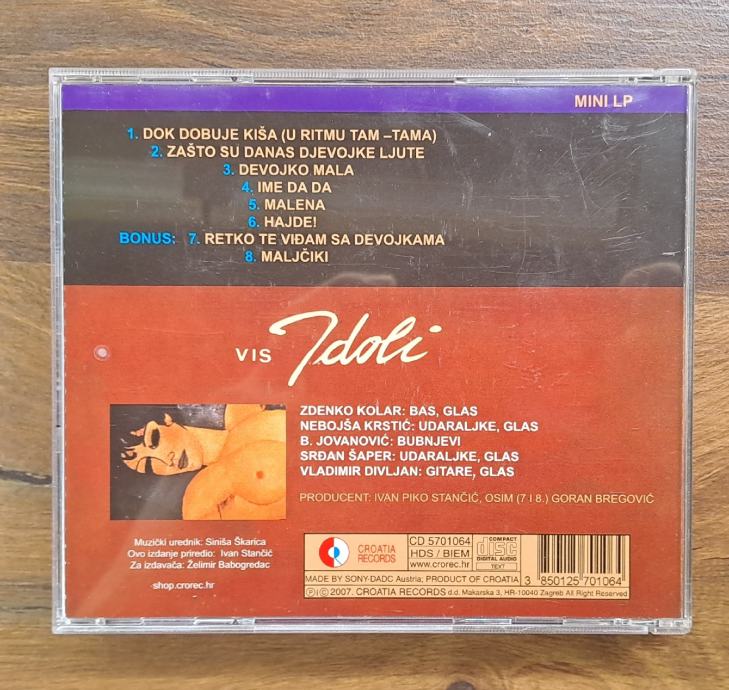 MINI LP
1. DOK DOBUJE KIŠA (U RITMU TAM –TAMA)
2. ZAŠTO SU DANAS DJEVOJKE LJUTE
3. DEVOJKO MALA
4. IME DA DA
5. MALENA
6. HAJDE!
BONUS: 7. RETKO TE VIĐAM SA DEVOJKAMA
8. MALJČIKI
VIS Idoli
ZDENKO KOLAR: BAS, GLAS
NEBOJŠA KRSTIĆ: UDARALJKE, GLAS
B. JOVANOVIĆ: BUBNJEVI
SRĐAN ŠAPER: UDARALJKE, GLAS
VLADIMIR DIVLJAN: GITARE, GLAS
PRODUCENT: IVAN PIKO STANČIĆ, OSIM (7 I 8.) GORAN BREGOVIĆ
Muzički urednik: Siniša Škarica
Ovo izdanje priredio: Ivan Stančić
Za izdavača: Želimir Babogredac
shop.crorec.hr
CROATIA
RECORDS
CD 5701064
HDS / BIEM
www.crorec.hr
COMPACT
disc
DIGITAL AUDIO
TEXT
MADE BY SONY-DADC Austria; PRODUCT OF CROATIA
3 850125 701064
Ⓟ|©| 2007. CROATIA RECORDS d.d. Makarska 3, HR-10040 Zagreb All Right Reserved